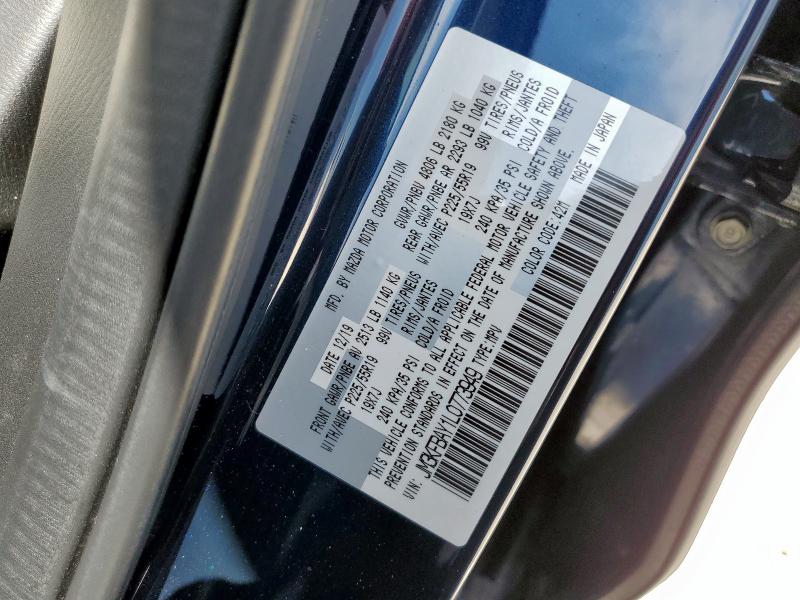 MFD. BY MAZDA MOTOR CORPORATION
DATE 12/19 GVWR/PNBV 4806 LB 2180 KG
FRONT GAWR/PNBE AV 2513 LB 1140 KG REAR GAWR/PNBE AR 2293 LB 1040 KG
WITH/AVEC P225/55R19 99V TIRES/PNEUS WITH/AVEC P225/55R19 99V TIRES/PNEUS
19X7J RIMS/JANTES 19X7J RIMS/JANTES
240 KPA/35 PSI COLD/A FROID 240 KPA/35 PSI COLD/A FROID
THIS VEHICLE CONFORMS TO ALL APPLICABLE FEDERAL MOTOR VEHICLE SAFETY AND THEFT
PREVENTION STANDARDS IN EFFECT ON THE DATE OF MANUFACTURE SHOWN ABOVE.
VIN: JM3KFBAY1L0773949 TYPE:MPV COLOR CODE:42M MADE IN JAPAN